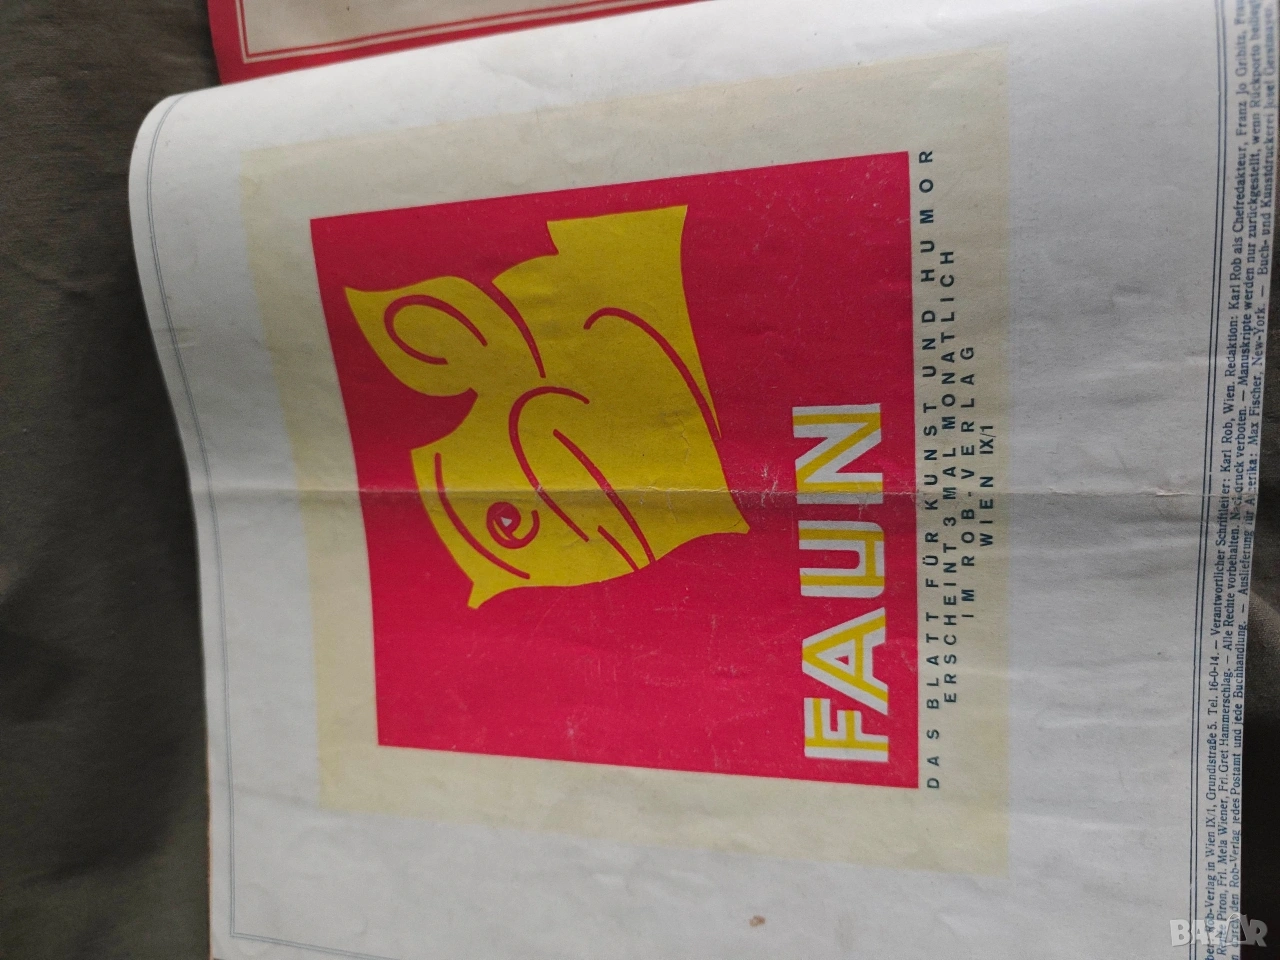 FAUN
DAS BLATT FÜR KUNST UND HUMOR
ERSCHEINT 3 MAL MONATLICH
IM ROB-VERLAG
WIEN IX/1
Rob-Verlag in Wien IX/1, Grundlstraße 5. Tel. 16-0-14. — Verantwortlicher Schriftleiter: Karl Rob, Wien. Redaktion: Karl Rob als Chefredakteur, Franz Jo Gribitz,
Piron, Frl. Mela Wiener, Frl. Gret Hammerschlag. — Alle Rechte vorbehalten. Nachdruck verboten. — Manuskripte werden nur zurückgestellt, wenn Rückporto
den Rob-Verlag jedes Postamt und jede Buchhandlung. — Auslieferung für Amerika: Max Fischer, New-York. — Buch- und Kunstdruckerei Josef Gerstmayer,
BAZAR